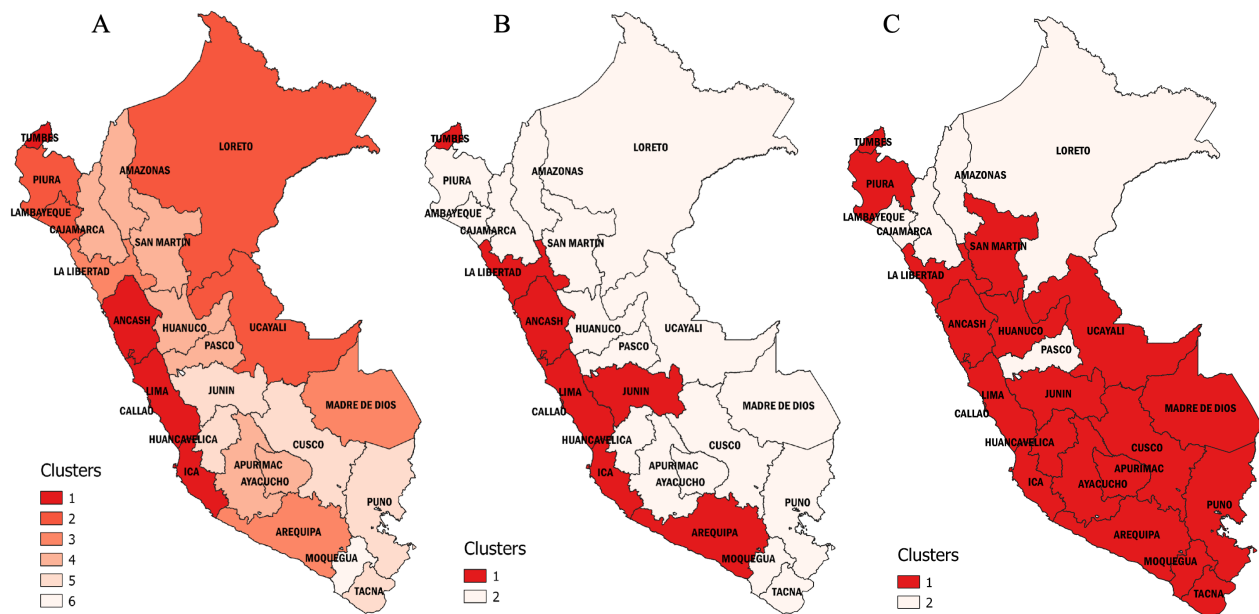 A
TUMBES
LORETO
AMAZONAS
PIURA
LAMBAYEQUE
CAJAMARCA
SAN MARTIN
LA LIBERTAD
ANCASH
HUANUCO
UCAYALI
PASCO
LIMA
JUNIN
CALLAO
MADRE DE DIOS
HUANCAVELICA
CUSCO
ICA
APURIMAC
AYACUCHO
PUNO
AREQUIPA
MOQUEGUA
TACNA
Clusters
1
2
3
4
5
6
B
TUMBES
LORETO
AMAZONAS
PIURA
AMBAYEQUE
CAJAMARCA
SAN MARTIN
LA LIBERTAD
ANCASH
HUANUCO
UCAYALI
PASCO
LIMA
JUNIN
CALLAO
MADRE DE DIOS
HUANCAVELICA
CUSCO
ICA
APURIMAC
AYACUCHO
PUNO
AREQUIPA
MOQUEGUA
TACNA
Clusters
1
2
C
TUMBES
LORETO
AMAZONAS
PIURA
LAMBAYEQUE
CAJAMARCA
SAN MARTIN
LA LIBERTAD
ANCASH
HUANUCO
UCAYALI
PASCO
LIMA
JUNIN
CALLAO
MADRE DE DIOS
HUANCAVELICA
CUSCO
ICA
APURIMAC
AYACUCHO
PUNO
AREQUIPA
MOQUEGUA
TACNA
Clusters
1
2